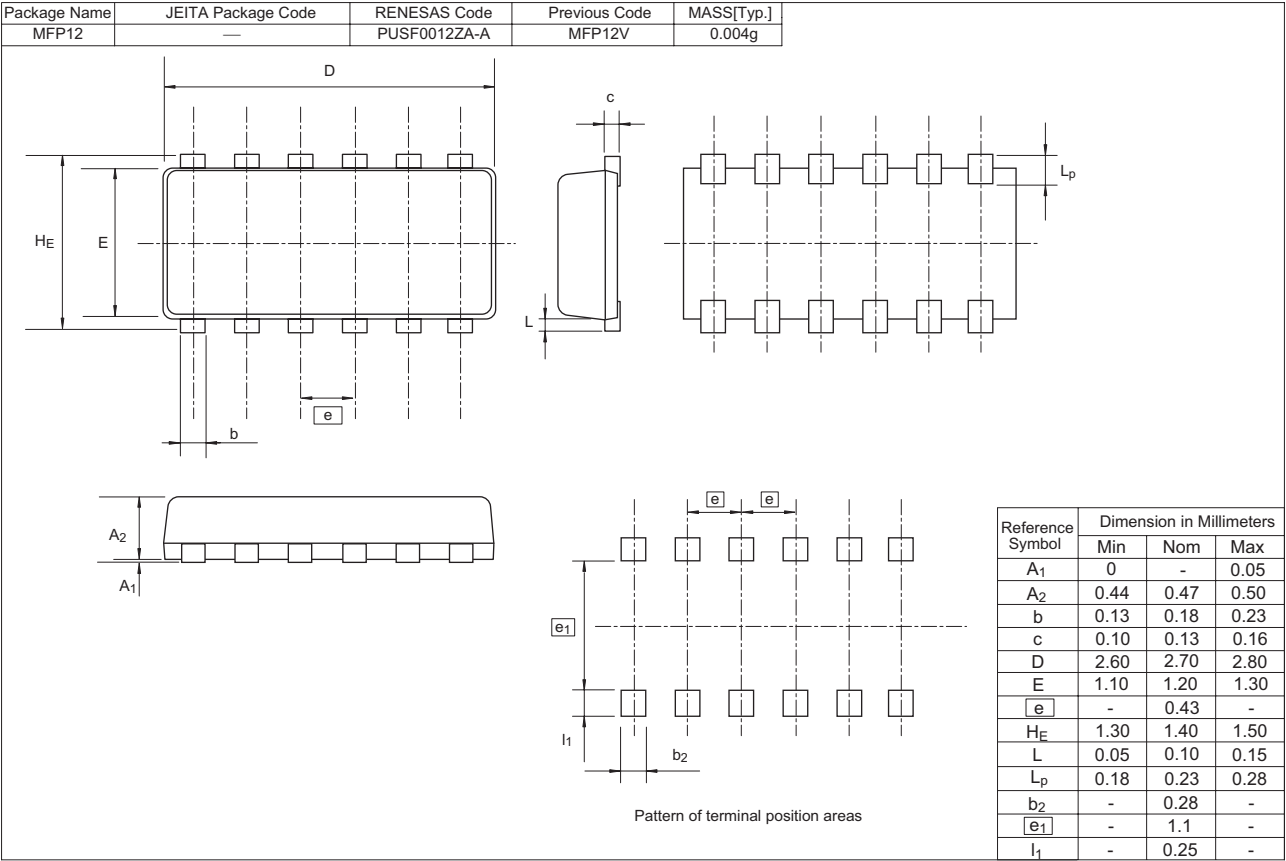 Package Name JEITA Package Code RENESAS Code Previous Code MASS[Typ.]
MFP12 — PUSF0012ZA-A MFP12V 0.004g
D
c
HE
E
Lp
L
e
b
A2
A1
e e
e1
l1
b2
Pattern of terminal position areas
Reference Symbol Dimension in Millimeters
Min Nom Max
A1 0 - 0.05
A2 0.44 0.47 0.50
b 0.13 0.18 0.23
c 0.10 0.13 0.16
D 2.60 2.70 2.80
E 1.10 1.20 1.30
e - 0.43 -
HE 1.30 1.40 1.50
L 0.05 0.10 0.15
Lp 0.18 0.23 0.28
b2 - 0.28 -
e1 - 1.1 -
l1 - 0.25 -